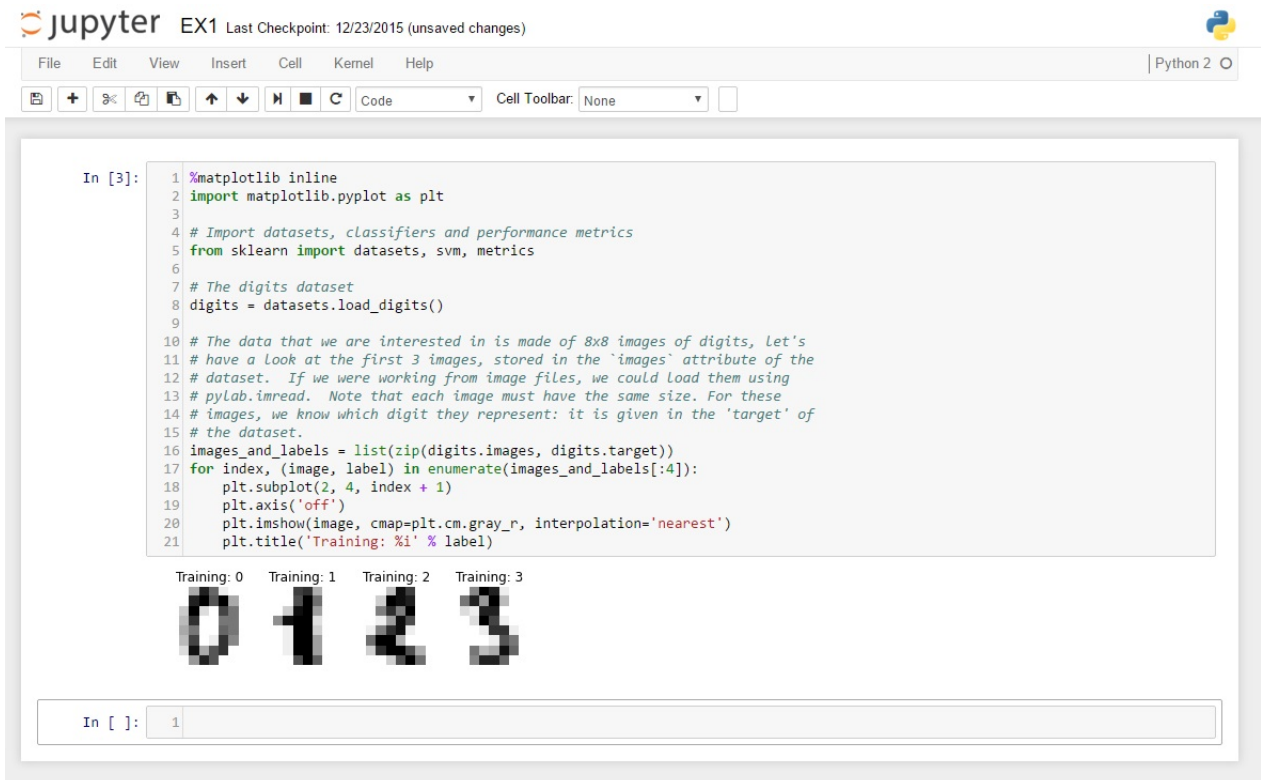 jupyter EX1 Last Checkpoint: 12/23/2015 (unsaved changes)
File Edit View Insert Cell Kernel Help Python 2
Code Cell Toolbar: None
In [3]:
1 %matplotlib inline
2 import matplotlib.pyplot as plt
3
4 # Import datasets, classifiers and performance metrics
5 from sklearn import datasets, svm, metrics
6
7 # The digits dataset
8 digits = datasets.load_digits()
9
10 # The data that we are interested in is made of 8x8 images of digits, let's
11 # have a look at the first 3 images, stored in the `images` attribute of the
12 # dataset.  If we were working from image files, we could load them using
13 # pylab.imread.  Note that each image must have the same size. For these
14 # images, we know which digit they represent: it is given in the 'target' of
15 # the dataset.
16 images_and_labels = list(zip(digits.images, digits.target))
17 for index, (image, label) in enumerate(images_and_labels[:4]):
18     plt.subplot(2, 4, index + 1)
19     plt.axis('off')
20     plt.imshow(image, cmap=plt.cm.gray_r, interpolation='nearest')
21     plt.title('Training: %i' % label)
Training: 0 Training: 1 Training: 2 Training: 3
0 1 2 3
In [ ]: 1